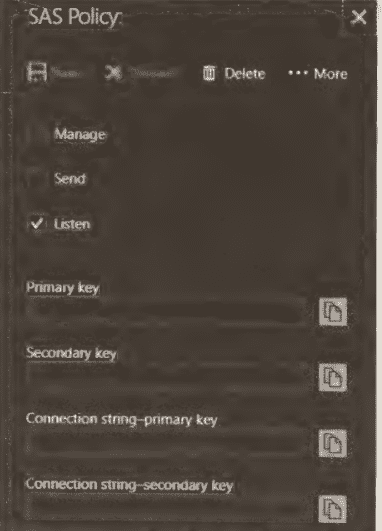 SAS Policy
Delete
More
Manage
Send
Listen
Primary key
Secondary key
Connection string–primary key
Connection string–secondary key